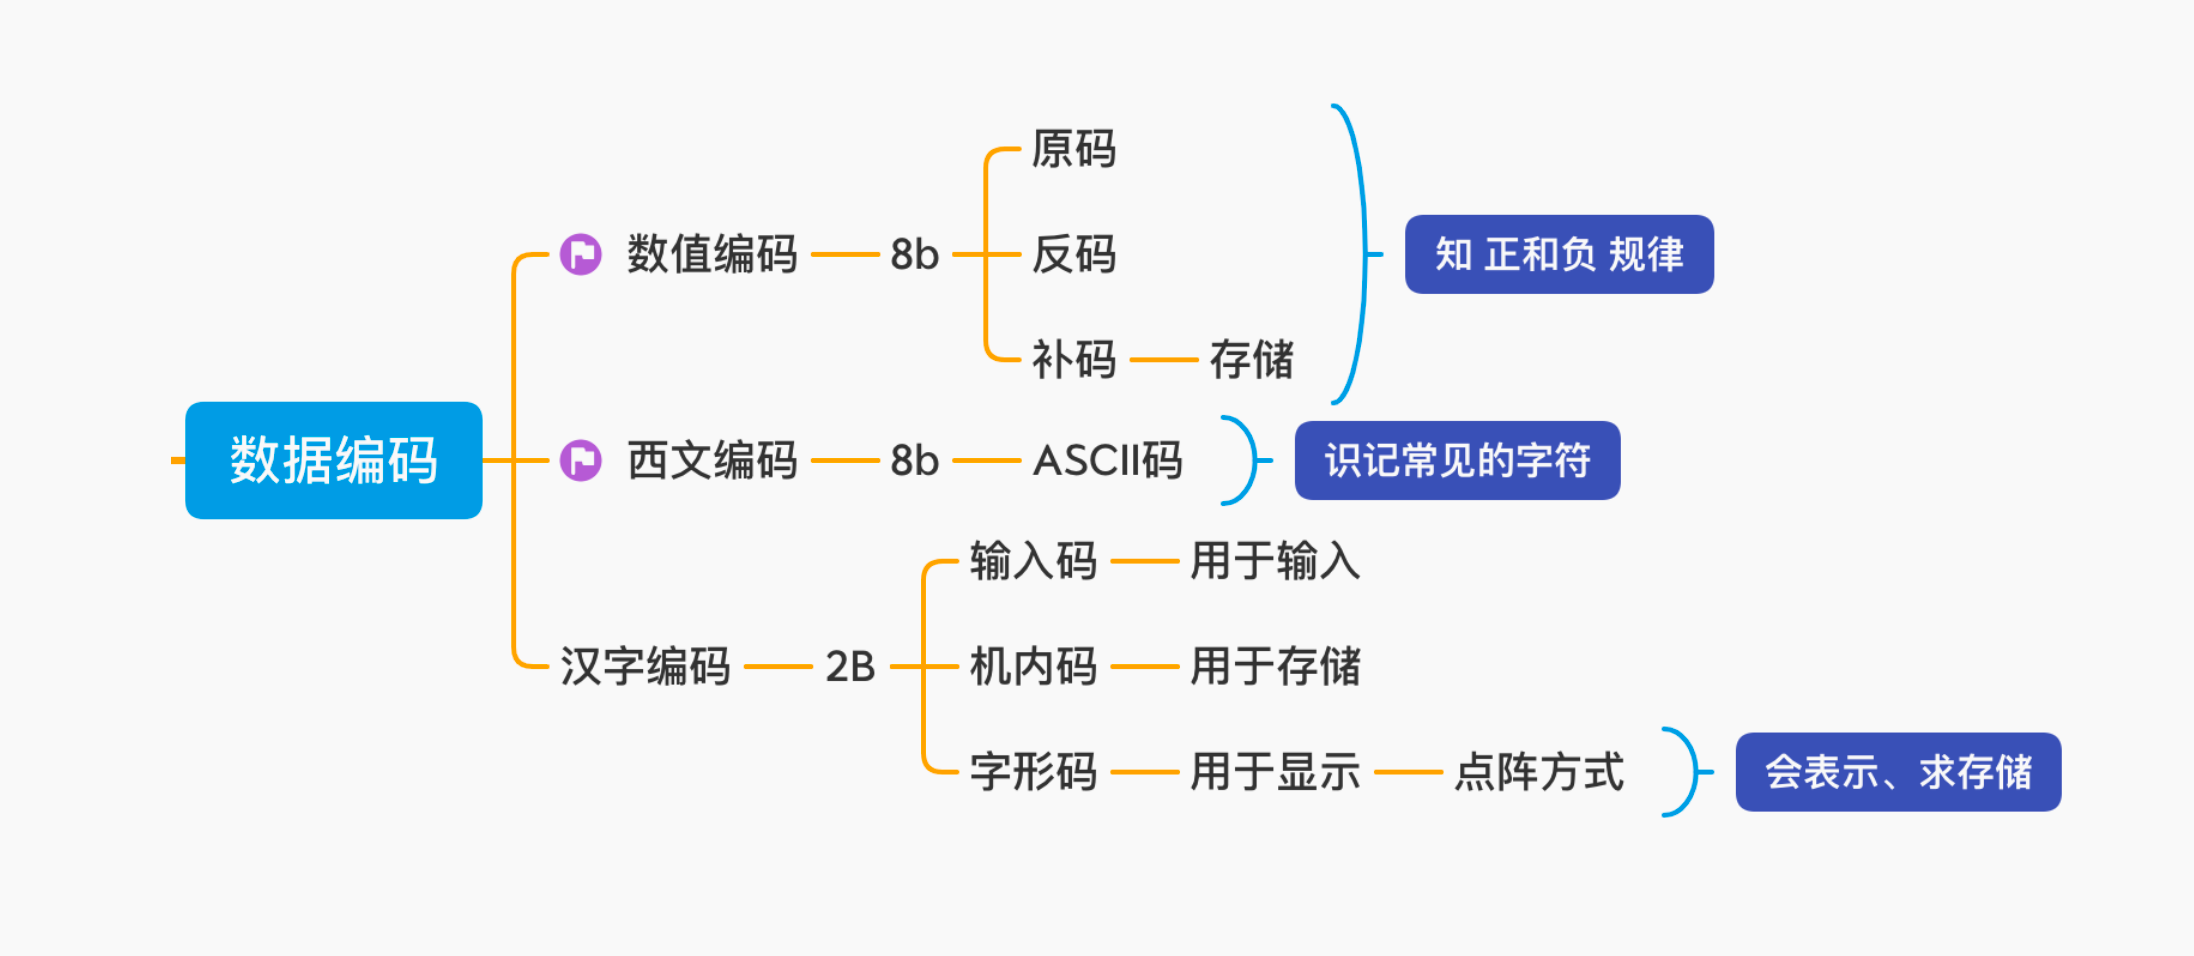 数据编码
数值编码
8b
原码
反码
补码
存储
知 正和负 规律
西文编码
8b
ASCII码
识记常见的字符
汉字编码
2B
输入码
用于输入
机内码
用于存储
字形码
用于显示
点阵方式
会表示、求存储